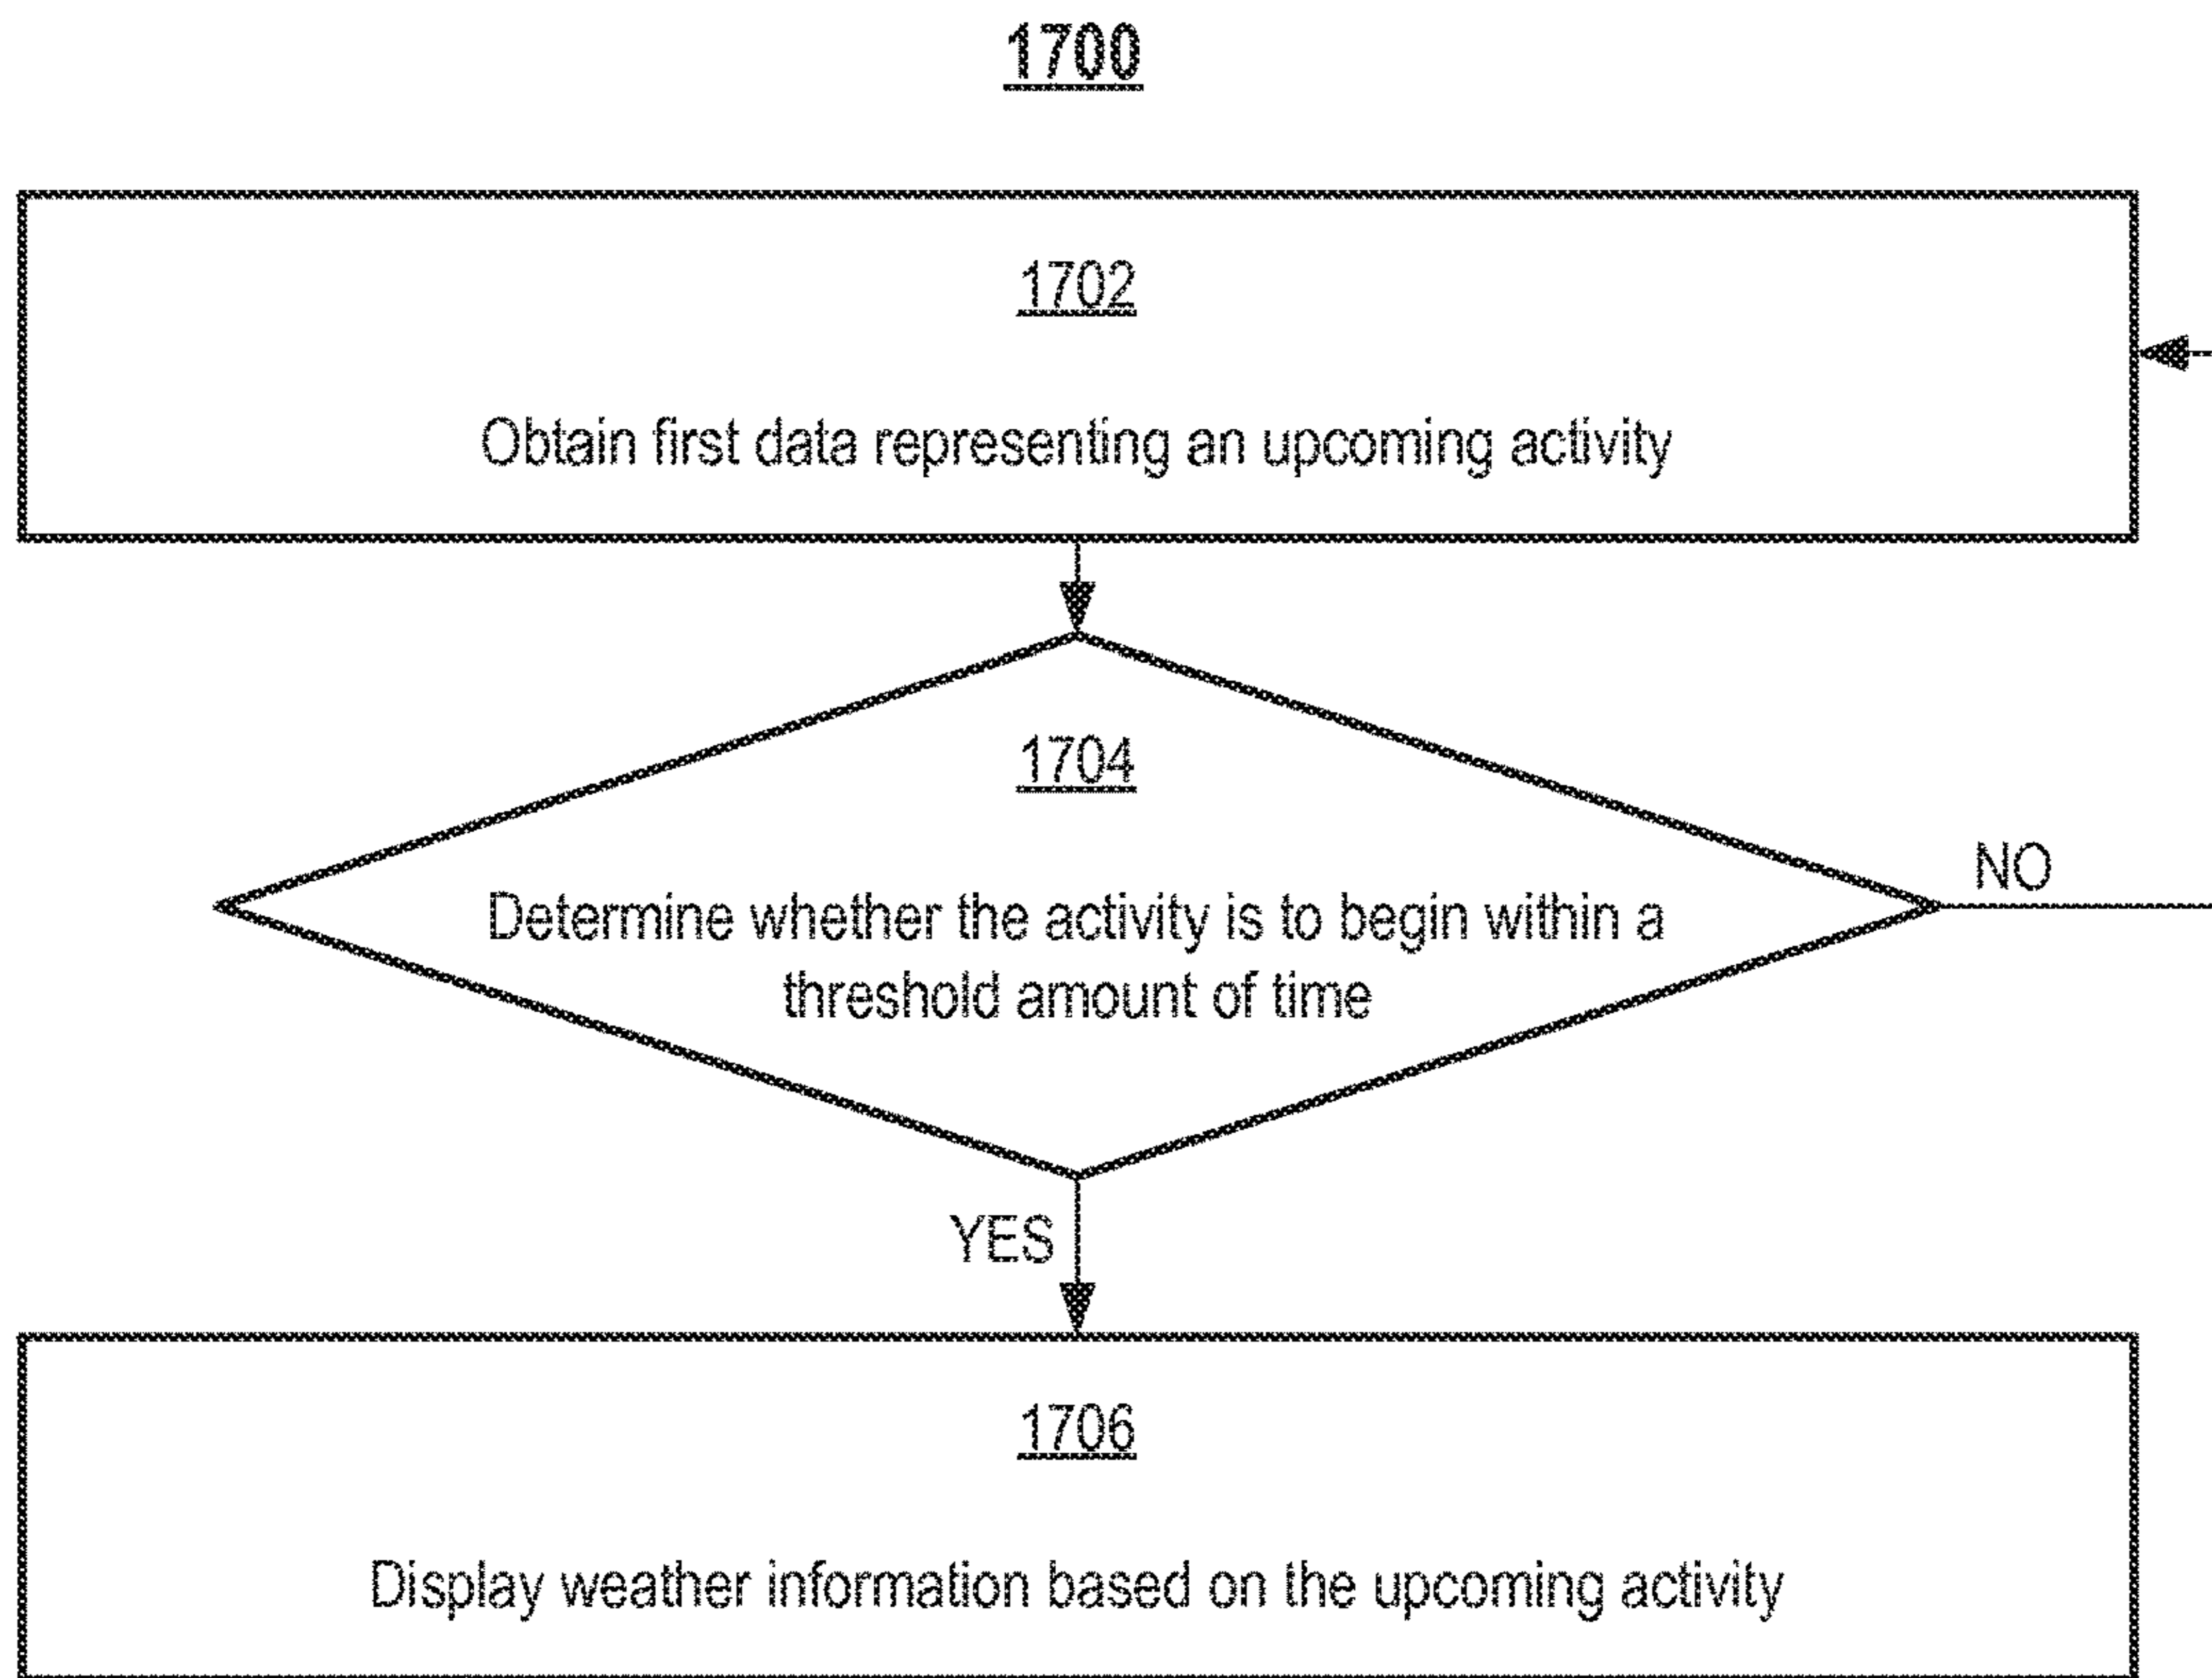 1700
1702
Obtain first data representing an upcoming activity
1704
Determine whether the activity is to begin within a
threshold amount of time
NO
YES
1706
Display weather information based on the upcoming activity